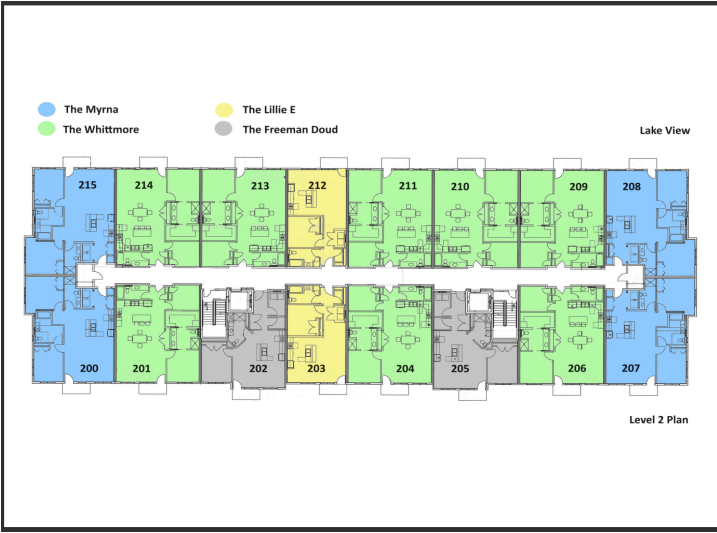 The Myrna
The Lillie E
The Whittmore
The Freeman Doud
Lake View
215
214
213
212
211
210
209
208
200
201
202
203
204
205
206
207
Level 2 Plan